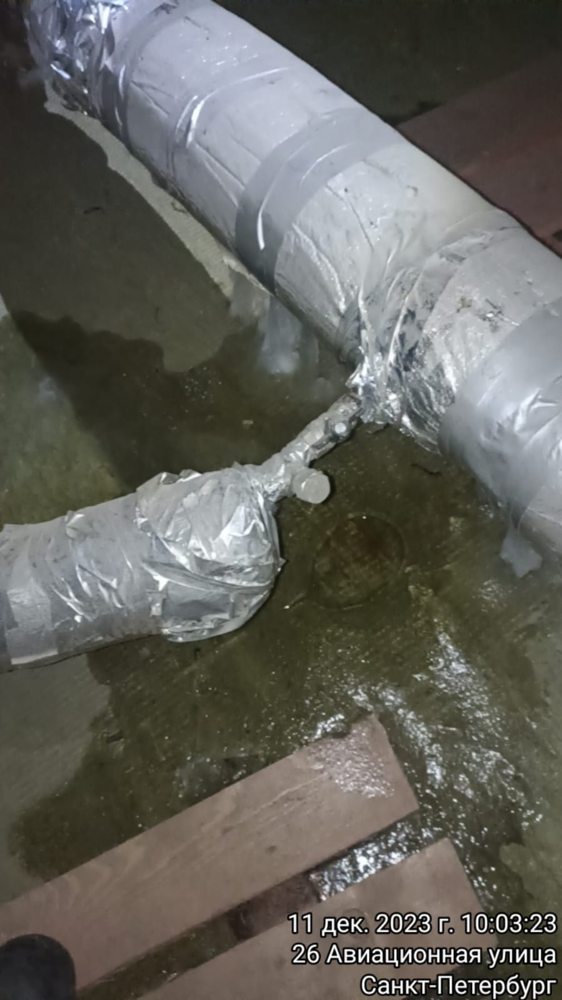 11 дек. 2023 г. 10:03:23
26 Авиационная улица
Санкт-Петербург